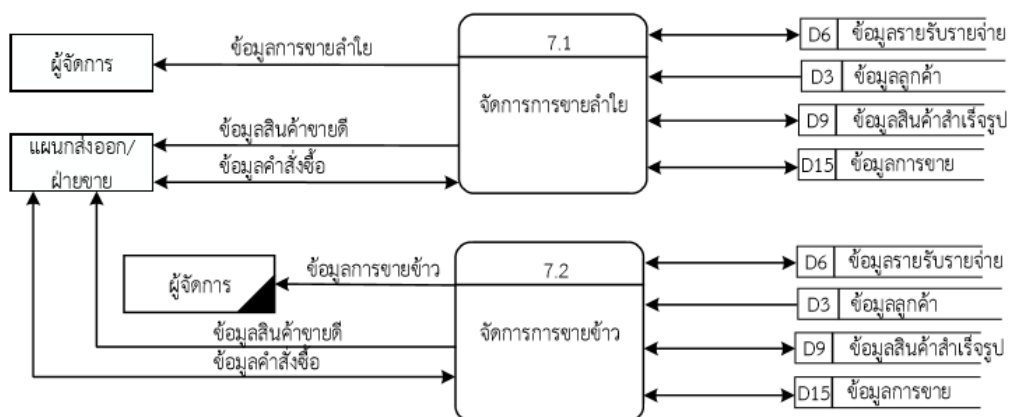 ผู้จัดการ
ข้อมูลการขายลำใย
7.1
จัดการการขายลำใย
D6 ข้อมูลรายรับรายจ่าย
D3 ข้อมูลลูกค้า
D9 ข้อมูลสินค้าสำเร็จรูป
D15 ข้อมูลการขาย
แผนกส่งออก/
ฝ่ายขาย
ข้อมูลสินค้าขายดี
ข้อมูลคำสั่งซื้อ
ผู้จัดการ
ข้อมูลการขายข้าว
7.2
จัดการการขายข้าว
D6 ข้อมูลรายรับรายจ่าย
D3 ข้อมูลลูกค้า
D9 ข้อมูลสินค้าสำเร็จรูป
D15 ข้อมูลการขาย
ข้อมูลสินค้าขายดี
ข้อมูลคำสั่งซื้อ